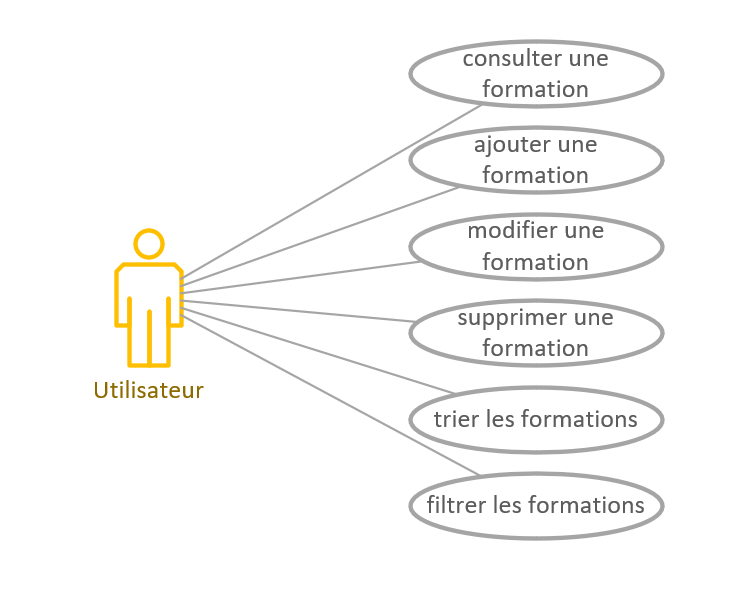 consulter une
formation
ajouter une
formation
modifier une
formation
supprimer une
formation
Utilisateur
trier les formations
filtrer les formations